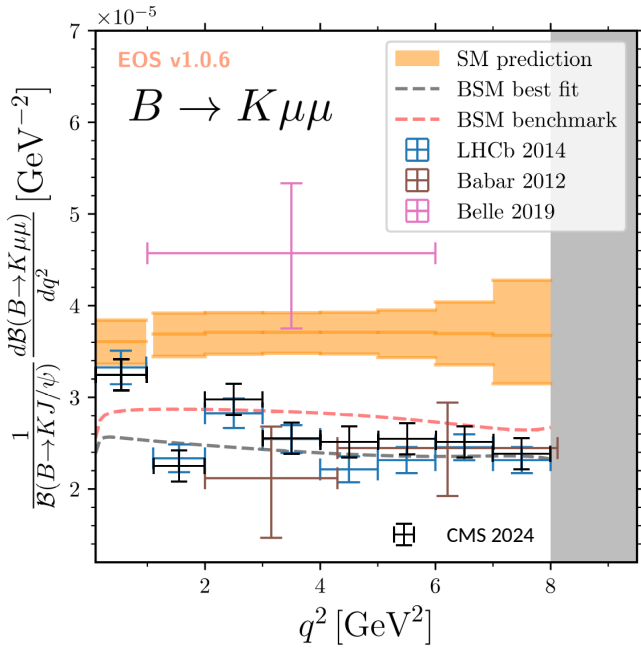 ×10⁻⁵
EOS v1.0.6
B → Kμμ
SM prediction
BSM best fit
BSM benchmark
LHCb 2014
Babar 2012
Belle 2019
CMS 2024
7
6
5
4
3
2
2 4 6 8
q² [GeV²]
1/B(B→KJ/ψ) dB(B→Kμμ)/dq² [GeV⁻²]